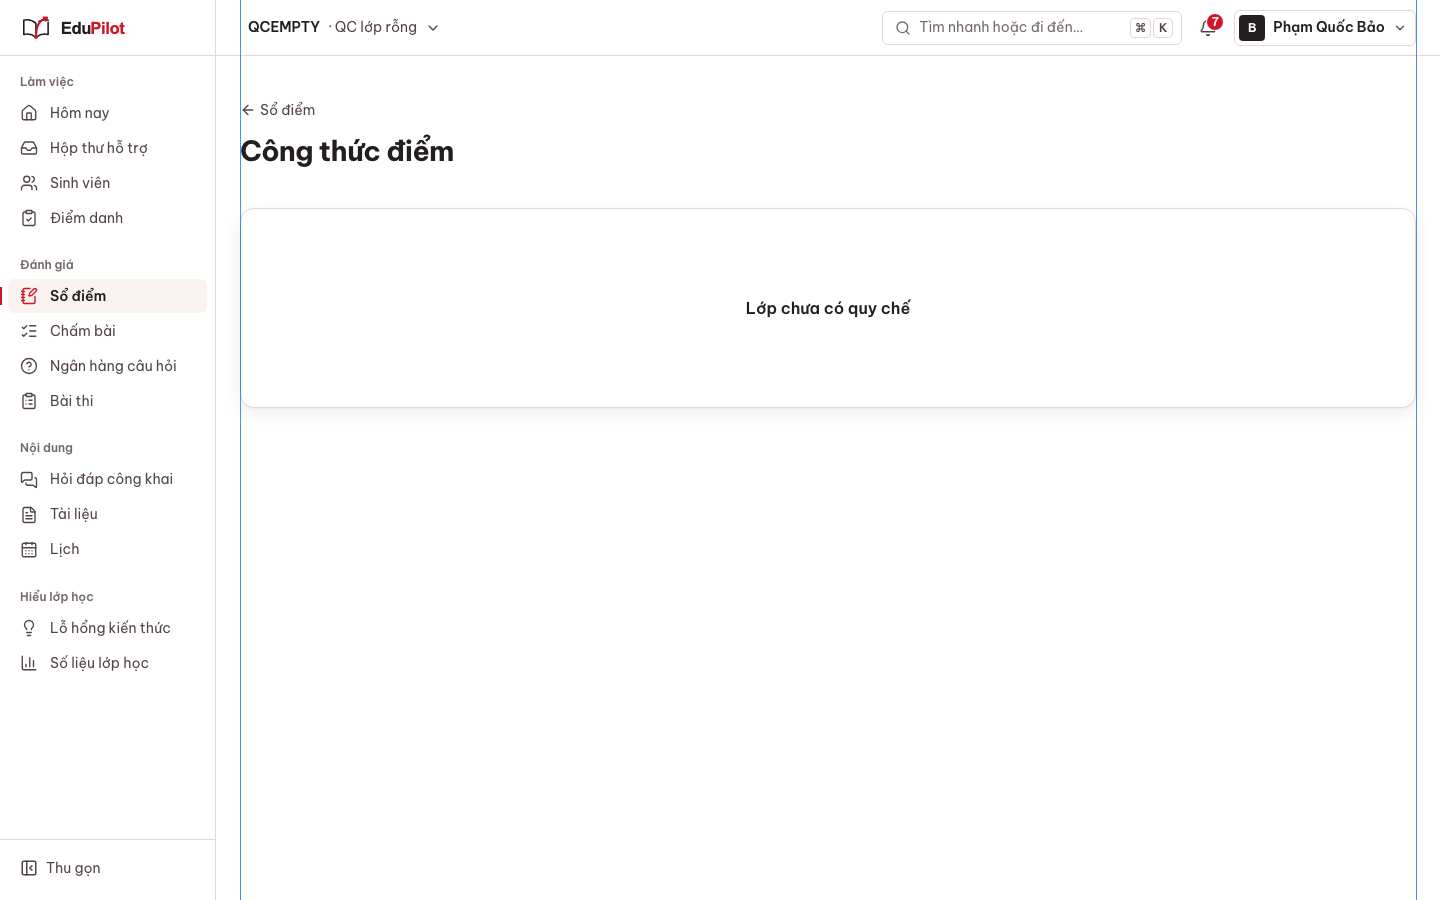 EduPilot
QCEMPTY · QC lớp rỗng
Tìm nhanh hoặc đi đến...
⌘ K
7
B
Phạm Quốc Bảo
Làm việc
Hôm nay
Hộp thư hỗ trợ
Sinh viên
Điểm danh
Đánh giá
Sổ điểm
Chấm bài
Ngân hàng câu hỏi
Bài thi
Nội dung
Hỏi đáp công khai
Tài liệu
Lịch
Hiểu lớp học
Lỗ hổng kiến thức
Số liệu lớp học
Thu gọn
Sổ điểm
Công thức điểm
Lớp chưa có quy chế